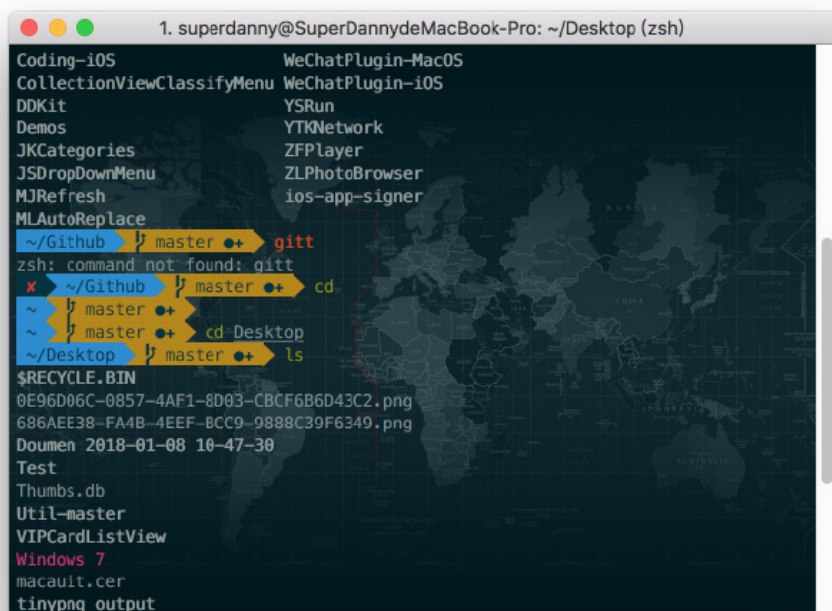 1. superdanny@SuperDannydeMacBook-Pro: ~/Desktop (zsh)
Coding-iOS WeChatPlugin-MacOS
CollectionViewClassifyMenu WeChatPlugin-iOS
DDKit YSRun
Demos YTKNetwork
JKCategories ZFPlayer
JSDropDownMenu ZLPhotoBrowser
MJRefresh ios-app-signer
MLAutoReplace
~/Github master ●+ gitt
zsh: command not found: gitt
✘ ~/Github master ●+ cd
~ master ●+
~ master ●+ cd Desktop
~/Desktop master ●+ ls
$RECYCLE.BIN
0E96D06C-0857-4AF1-8D03-CBCF6B6D43C2.png
686AEE38-FA4B-4EEF-BCC9-9888C39F6349.png
Doumen 2018-01-08 10-47-30
Test
Thumbs.db
Util-master
VIPCardListView
Windows 7
macauit.cer
tinypng output
RUSSIA
CHINA
AUSTRALIA